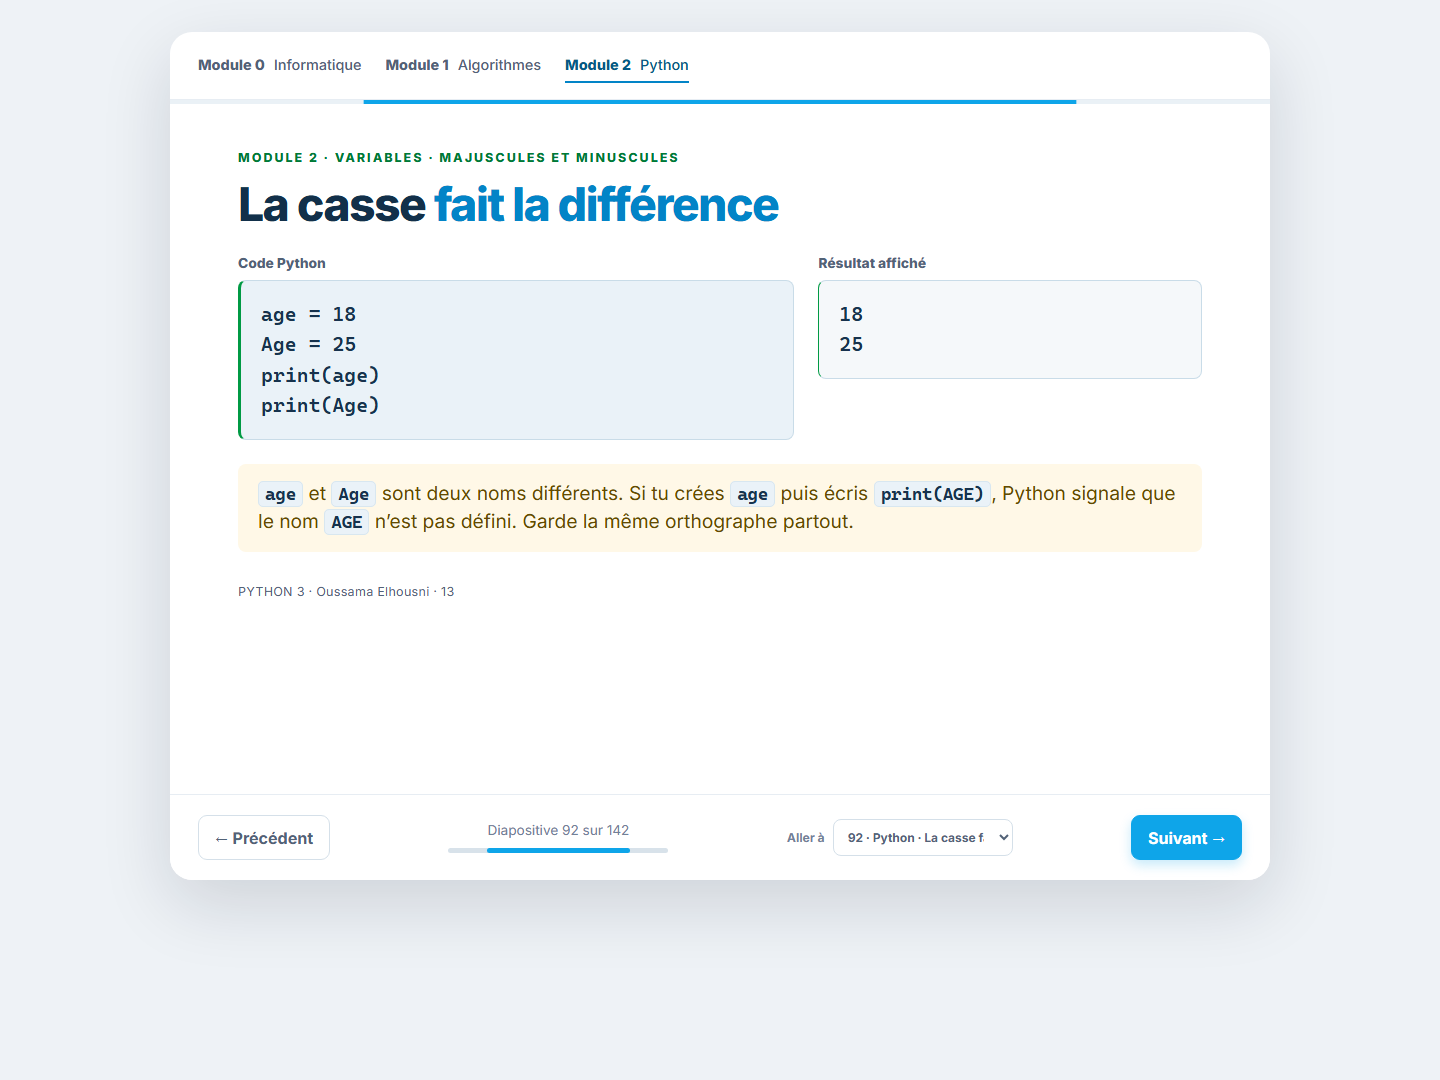 Module 0 Informatique Module 1 Algorithmes Module 2 Python
MODULE 2 · VARIABLES · MAJUSCULES ET MINUSCULES
La casse fait la différence
Code Python
age = 18
Age = 25
print(age)
print(Age)
Résultat affiché
18
25
age et Age sont deux noms différents. Si tu crées age puis écris print(AGE), Python signale que
le nom AGE n’est pas défini. Garde la même orthographe partout.
PYTHON 3 · Oussama Elhousni · 13
← Précédent
Diapositive 92 sur 142
Aller à
92 · Python · La casse f
Suivant →